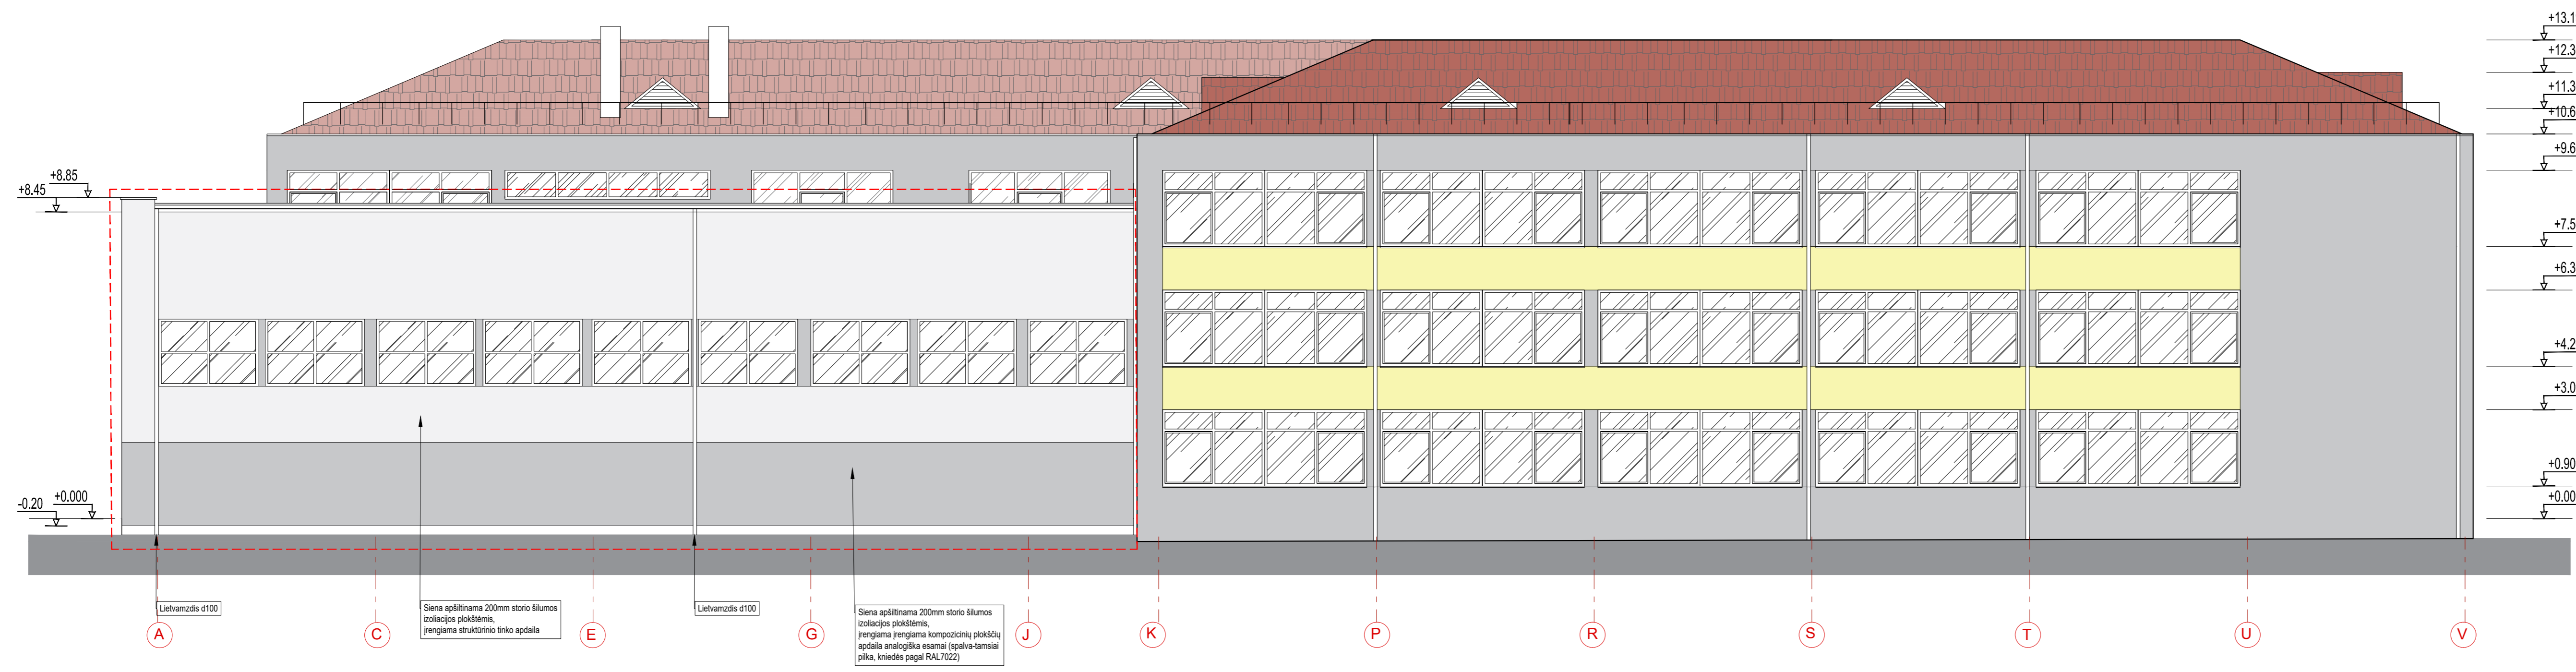 +13.1
+12.3
+11.3
+10.6
+9.6
+8.85
+8.45
+7.5
+6.3
+4.2
+3.0
+0.90
+0.000
-0.20
+0.00
Lietvamzdis d100
Siena apšiltinama 200mm storio šilumos
izoliacijos plokštėmis,
įrengiama struktūrinio tinko apdaila
Lietvamzdis d100
Siena apšiltinama 200mm storio šilumos
izoliacijos plokštėmis,
įrengiama įrengiama kompozicinių plokščių
apdaila analogiška esamai (spalva-tamsiai
pilka, kniedės pagal RAL7022)
A C E G J K P R S T U V